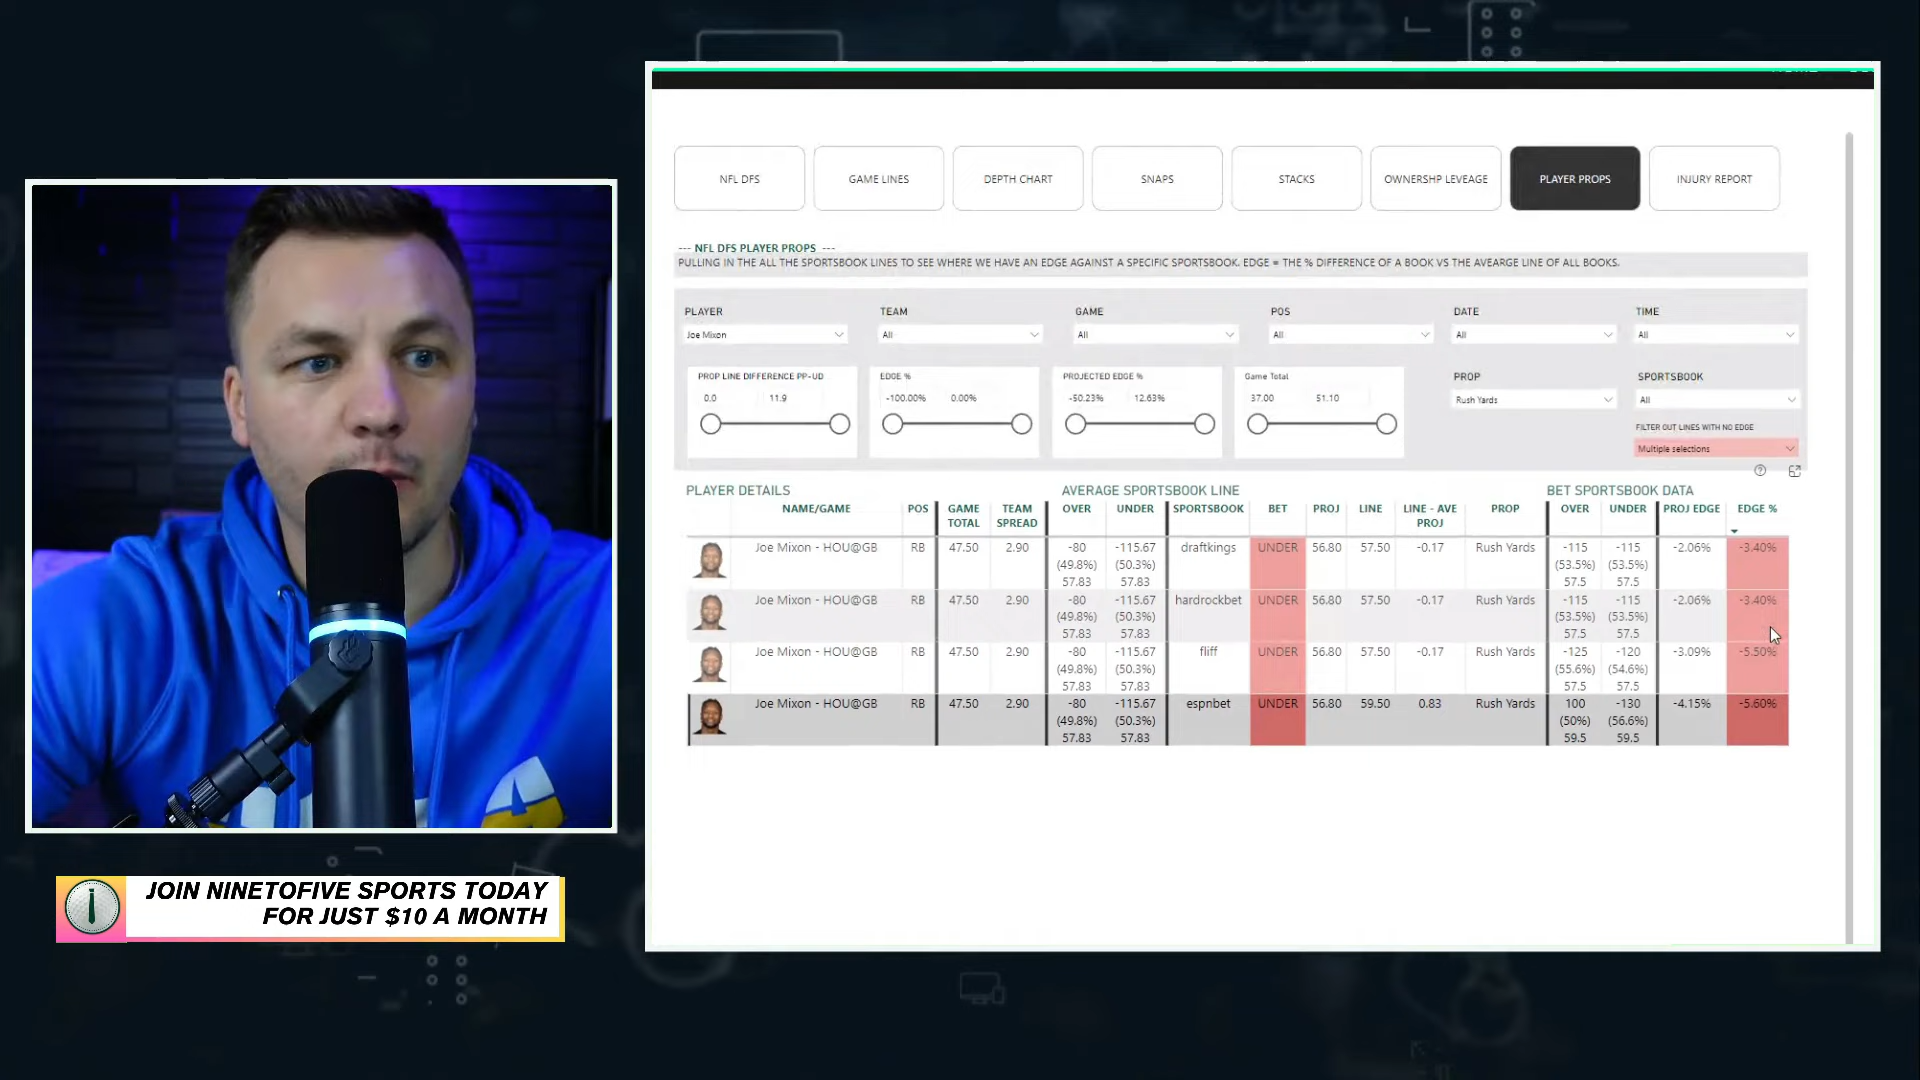 NFL DFS
GAME LINES
DEPTH CHART
SNAPS
STACKS
OWNERSHP LEVEAGE
PLAYER PROPS
INJURY REPORT
--- NFL DFS PLAYER PROPS ---
PULLING IN THE ALL THE SPORTSBOOK LINES TO SEE WHERE WE HAVE AN EDGE AGAINST A SPECIFIC SPORTSBOOK. EDGE = THE % DIFFERENCE OF A BOOK VS THE AVEARGE LINE OF ALL BOOKS.
PLAYER TEAM GAME POS DATE TIME
Joe Mixon All All All All All
PROP LINE DIFFERENCE PP-UD EDGE % PROJECTED EDGE % Game Total PROP SPORTSBOOK
0.0 11.9 -100.00% 0.00% -50.23% 12.63% 37.00 51.10 Rush Yards All
FILTER OUT LINES WITH NO EDGE
Multiple selections
PLAYER DETAILS AVERAGE SPORTSBOOK LINE BET SPORTSBOOK DATA
NAME/GAME POS GAME TEAM OVER UNDER SPORTSBOOK BET PROJ LINE LINE - AVE PROP OVER UNDER PROJ EDGE EDGE %
TOTAL SPREAD PROJ
Joe Mixon - HOU@GB RB 47.50 2.90 -80 -115.67 draftkings UNDER 56.80 57.50 -0.17 Rush Yards -115 -115 -2.06% -3.40%
(49.8%) (50.3%) (53.5%) (53.5%)
57.83 57.83 57.5 57.5
Joe Mixon - HOU@GB RB 47.50 2.90 -80 -115.67 hardrockbet UNDER 56.80 57.50 -0.17 Rush Yards -115 -115 -2.06% -3.40%
(49.8%) (50.3%) (53.5%) (53.5%)
57.83 57.83 57.5 57.5
Joe Mixon - HOU@GB RB 47.50 2.90 -80 -115.67 fliff UNDER 56.80 57.50 -0.17 Rush Yards -125 -120 -3.09% -5.50%
(49.8%) (50.3%) (55.6%) (54.6%)
57.83 57.83 57.5 57.5
Joe Mixon - HOU@GB RB 47.50 2.90 -80 -115.67 espnbet UNDER 56.80 59.50 0.83 Rush Yards 100 -130 -4.15% -5.60%
(49.8%) (50.3%) (50%) (56.6%)
57.83 57.83 59.5 59.5
JOIN NINETOFIVE SPORTS TODAY
FOR JUST $10 A MONTH